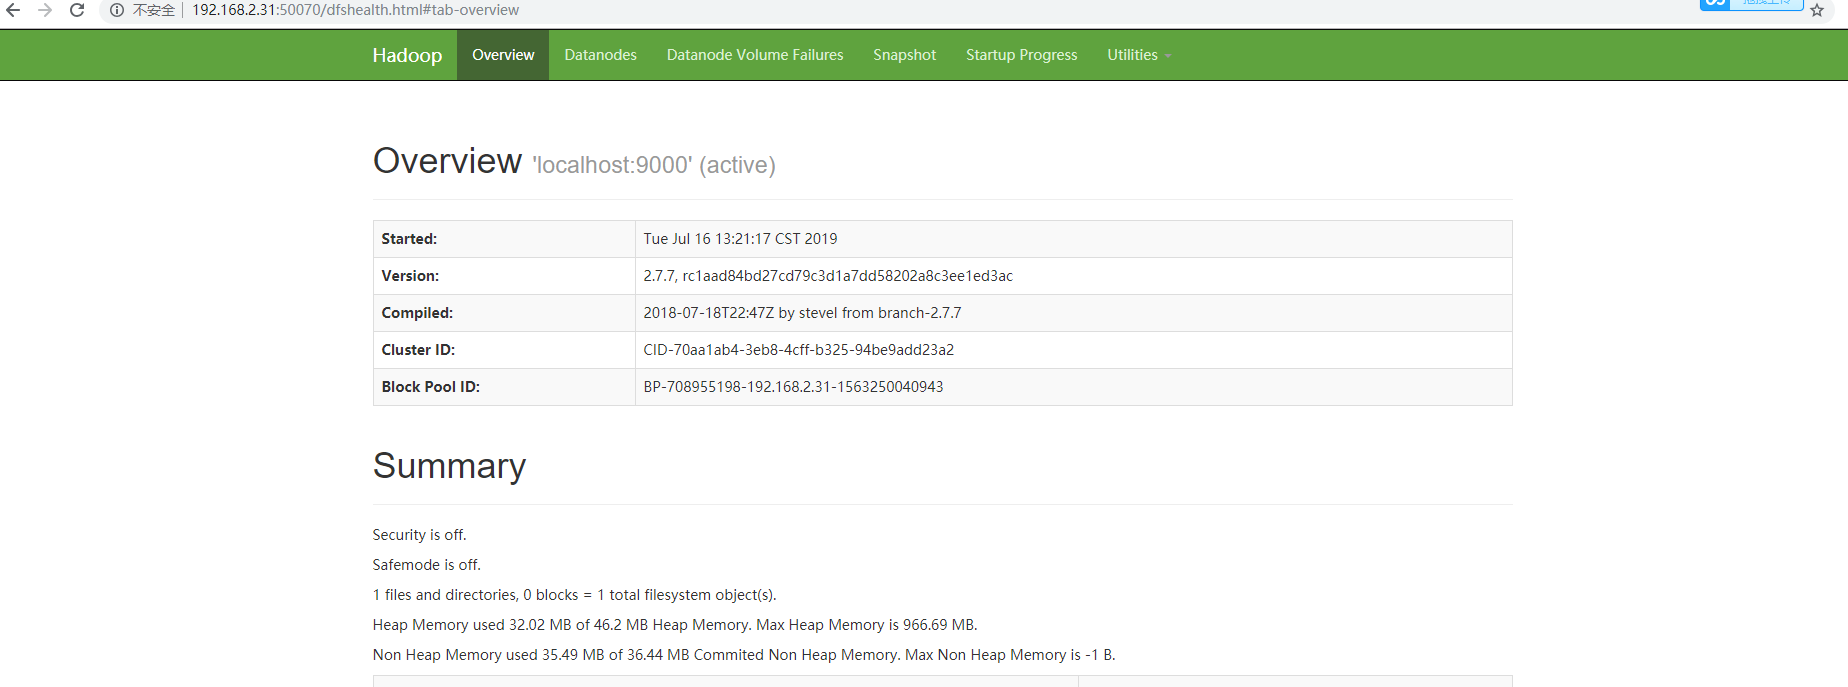 不安全 192.168.2.31:50070/dfshealth.html#tab-overview
Hadoop Overview Datanodes Datanode Volume Failures Snapshot Startup Progress Utilities
Overview 'localhost:9000' (active)
Started: Tue Jul 16 13:21:17 CST 2019
Version: 2.7.7, rc1aad84bd27cd79c3d1a7dd58202a8c3ee1ed3ac
Compiled: 2018-07-18T22:47Z by stevel from branch-2.7.7
Cluster ID: CID-70aa1ab4-3eb8-4cff-b325-94be9add23a2
Block Pool ID: BP-708955198-192.168.2.31-1563250040943
Summary
Security is off.
Safemode is off.
1 files and directories, 0 blocks = 1 total filesystem object(s).
Heap Memory used 32.02 MB of 46.2 MB Heap Memory. Max Heap Memory is 966.69 MB.
Non Heap Memory used 35.49 MB of 36.44 MB Commited Non Heap Memory. Max Non Heap Memory is -1 B.